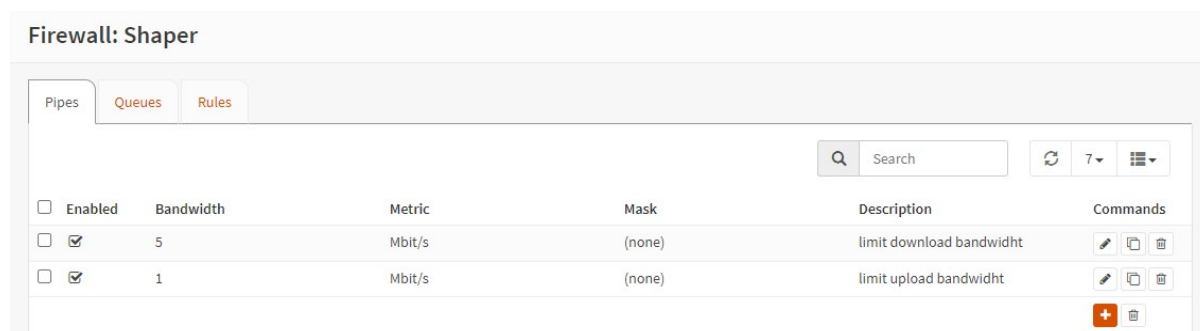 Firewall: Shaper
Pipes Queues Rules
Search 7
Enabled Bandwidth Metric Mask Description Commands
5 Mbit/s (none) limit download bandwidht
1 Mbit/s (none) limit upload bandwidht